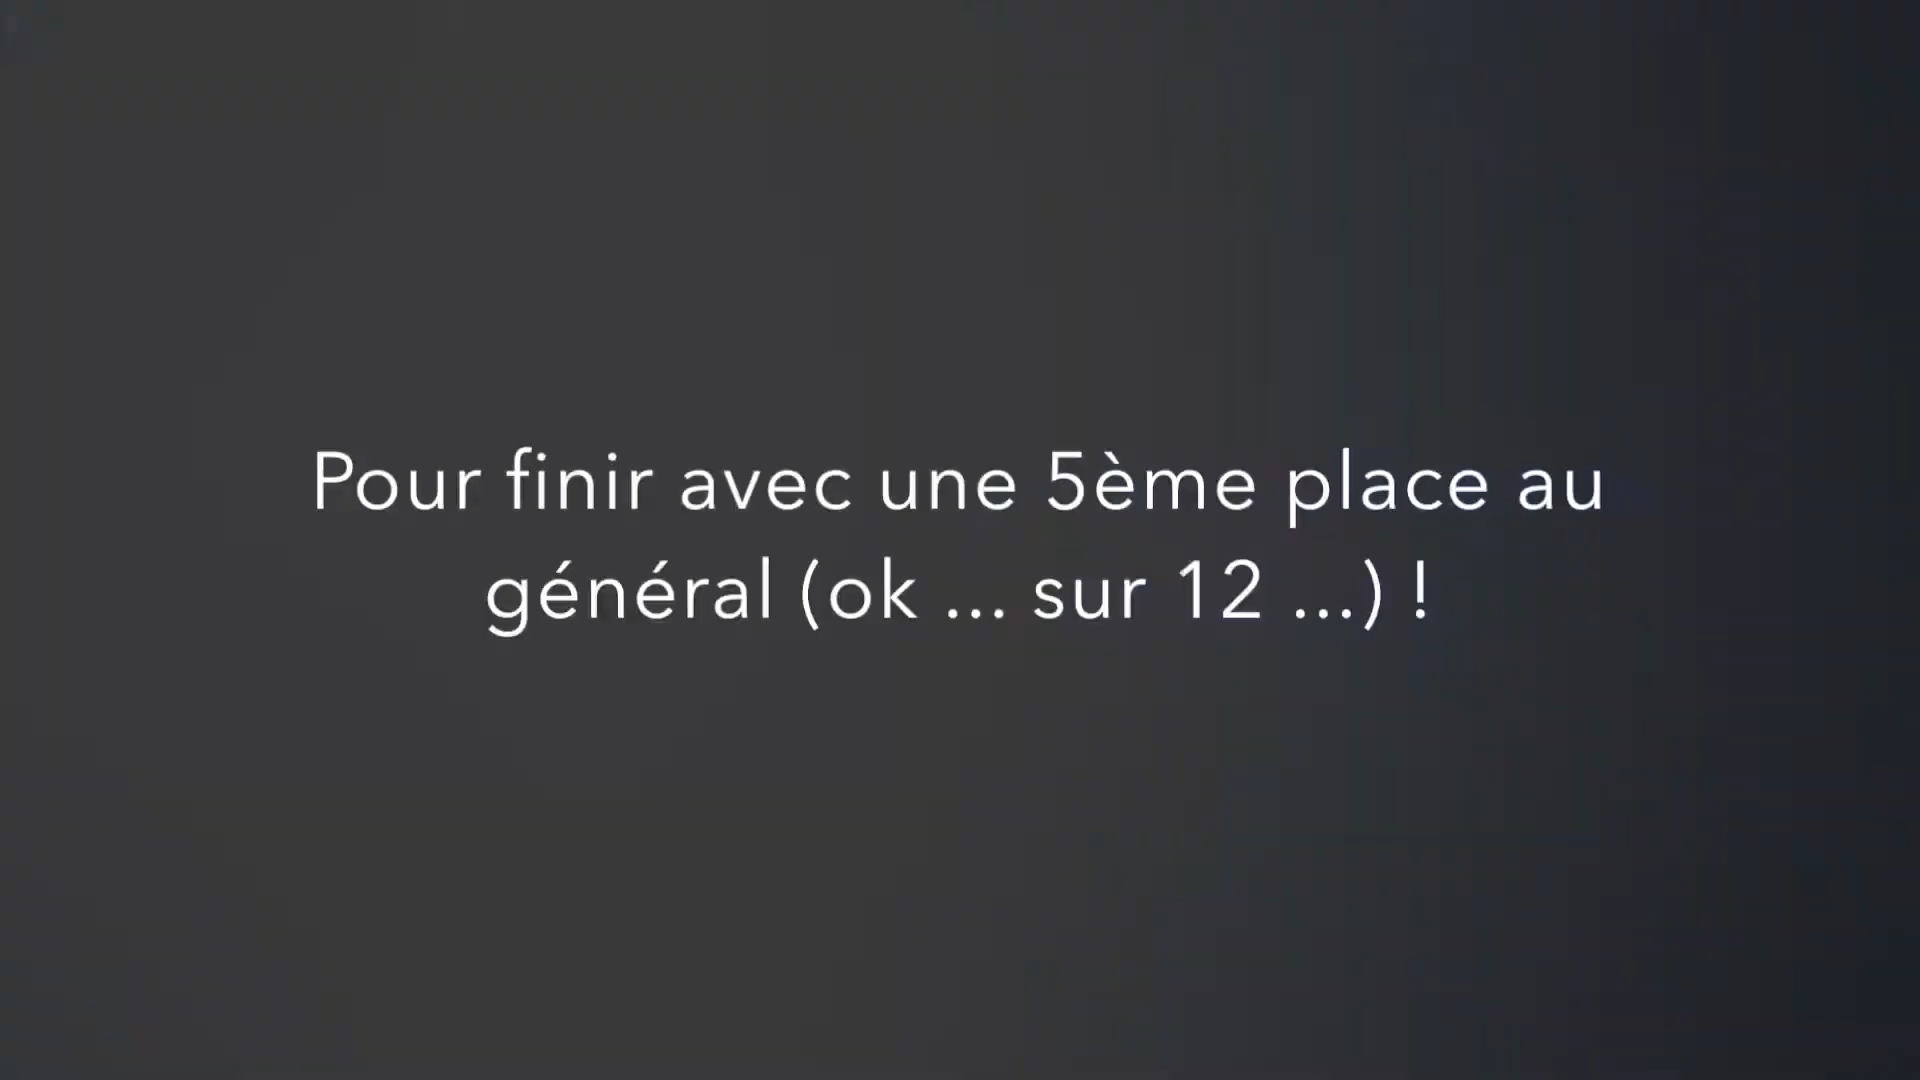 Pour finir avec une 5ème place au
général (ok ... sur 12 ...) !